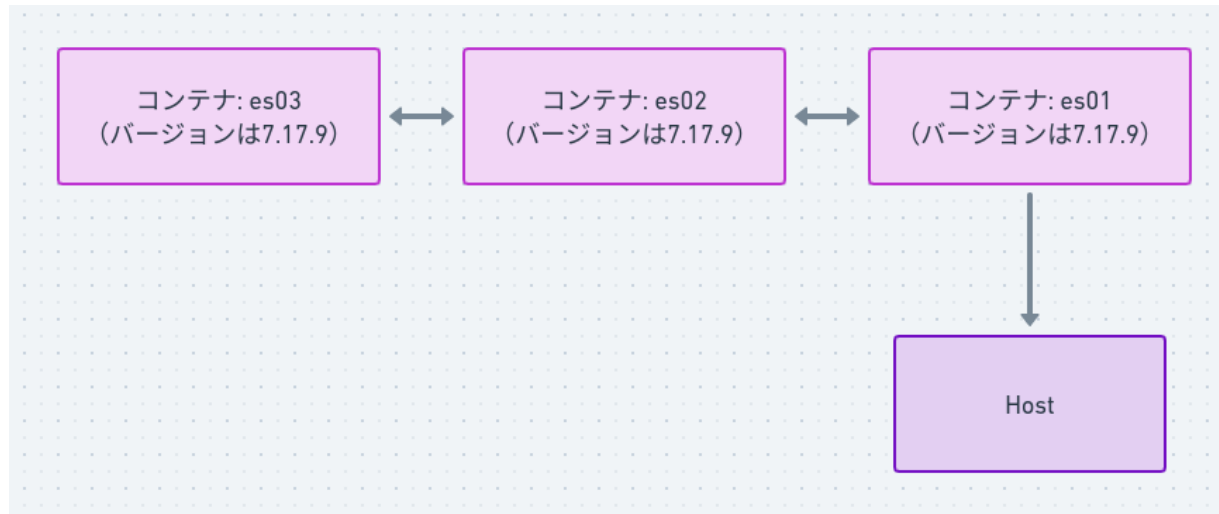 コンテナ: es03
（バージョンは7.17.9）
コンテナ: es02
（バージョンは7.17.9）
コンテナ: es01
（バージョンは7.17.9）
Host